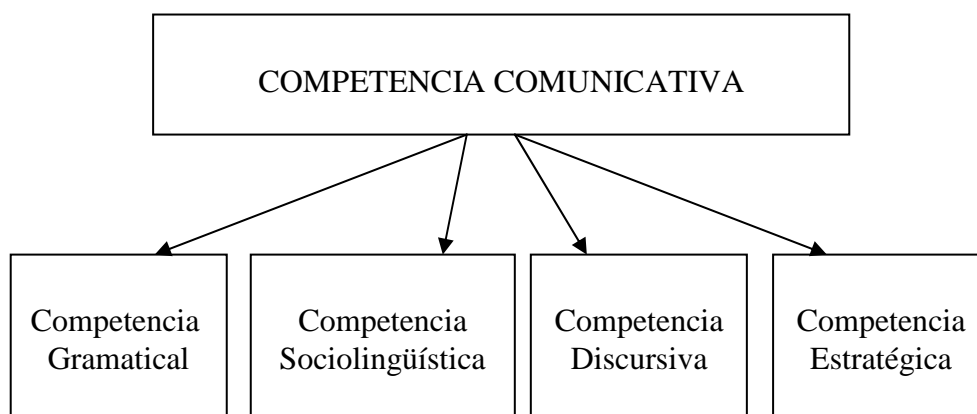 COMPETENCIA COMUNICATIVA
Competencia
Gramatical
Competencia
Sociolingüística
Competencia
Discursiva
Competencia
Estratégica